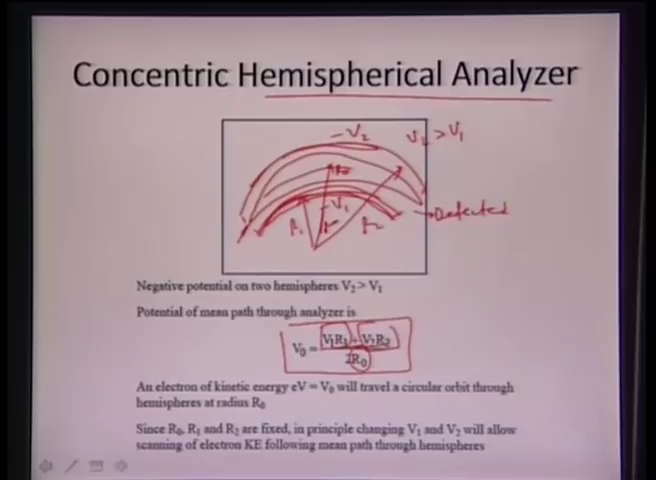 Concentric Hemispherical Analyzer
-V₂ V₂ > V₁
R₀
-V₁
→ Detected
R₁ R₂
Negative potential on two hemispheres V₂ > V₁
Potential of mean path through analyzer is
V₀ = (V₁R₁ + V₂R₂) / 2R₀
An electron of kinetic energy eV = V₀ will travel a circular orbit through
hemispheres at radius R₀
Since R₀, R₁ and R₂ are fixed, in principle changing V₁ and V₂ will allow
scanning of electron KE following mean path through hemispheres